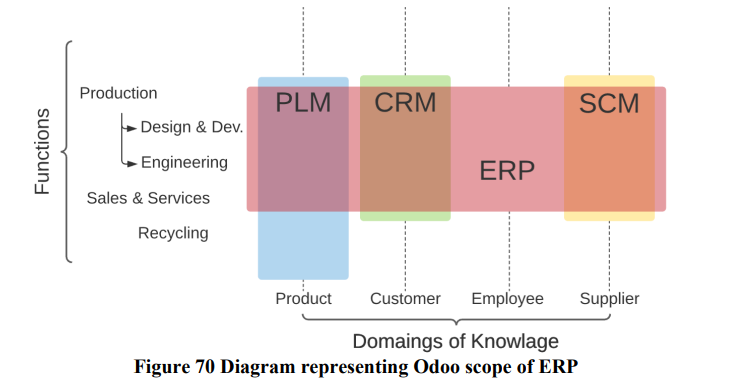 Functions
Production
Design & Dev.
Engineering
Sales & Services
Recycling
PLM
CRM
SCM
ERP
Product
Customer
Employee
Supplier
Domaings of Knowlage
Figure 70 Diagram representing Odoo scope of ERP